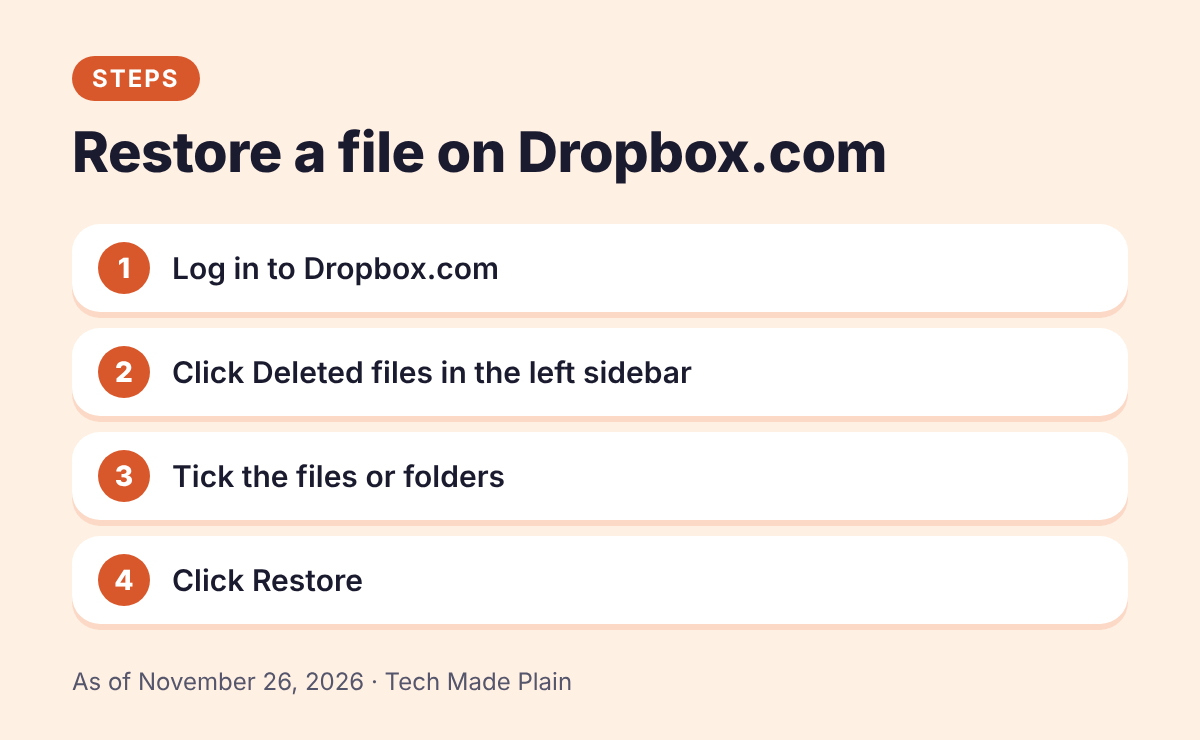 STEPS
Restore a file on Dropbox.com
1 Log in to Dropbox.com
2 Click Deleted files in the left sidebar
3 Tick the files or folders
4 Click Restore
As of November 26, 2026 · Tech Made Plain